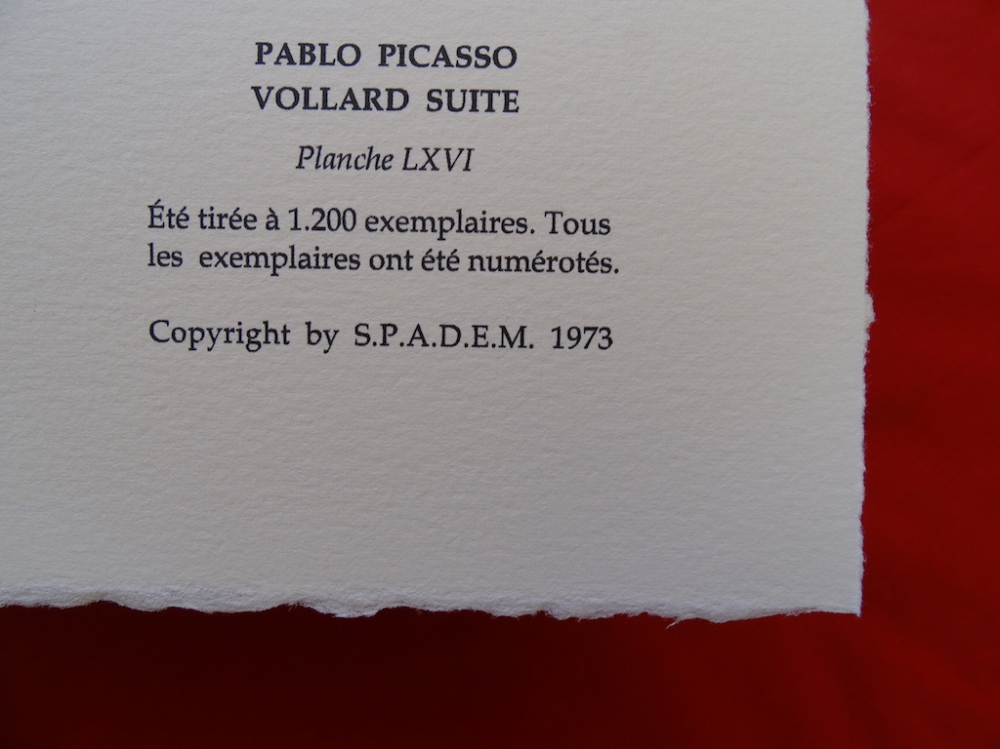 PABLO PICASSO
VOLLARD SUITE
Planche LXVI
Été tirée à 1.200 exemplaires. Tous
les exemplaires ont été numérotés.
Copyright by S.P.A.D.E.M. 1973